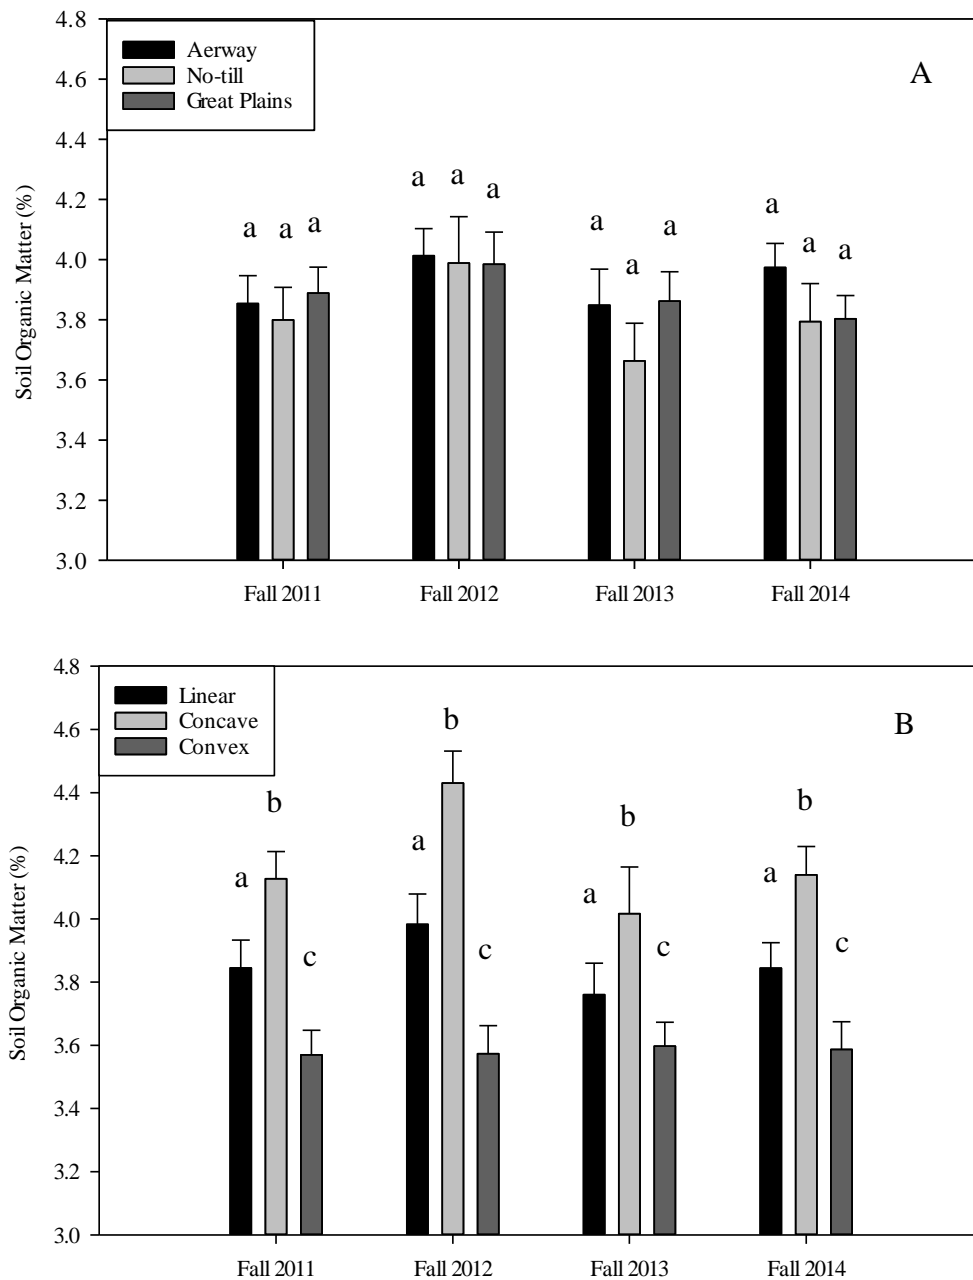 4.8
Aerway
No-till
Great Plains
A
4.6
4.4
4.2
4.0
3.8
3.6
3.4
3.2
3.0
Soil Organic Matter (%)
a a a a a a a a a a a a
Fall 2011 Fall 2012 Fall 2013 Fall 2014
4.8
Linear
Concave
Convex
B
4.6
4.4
4.2
4.0
3.8
3.6
3.4
3.2
3.0
Soil Organic Matter (%)
a b c a b c a b c a b c
Fall 2011 Fall 2012 Fall 2013 Fall 2014